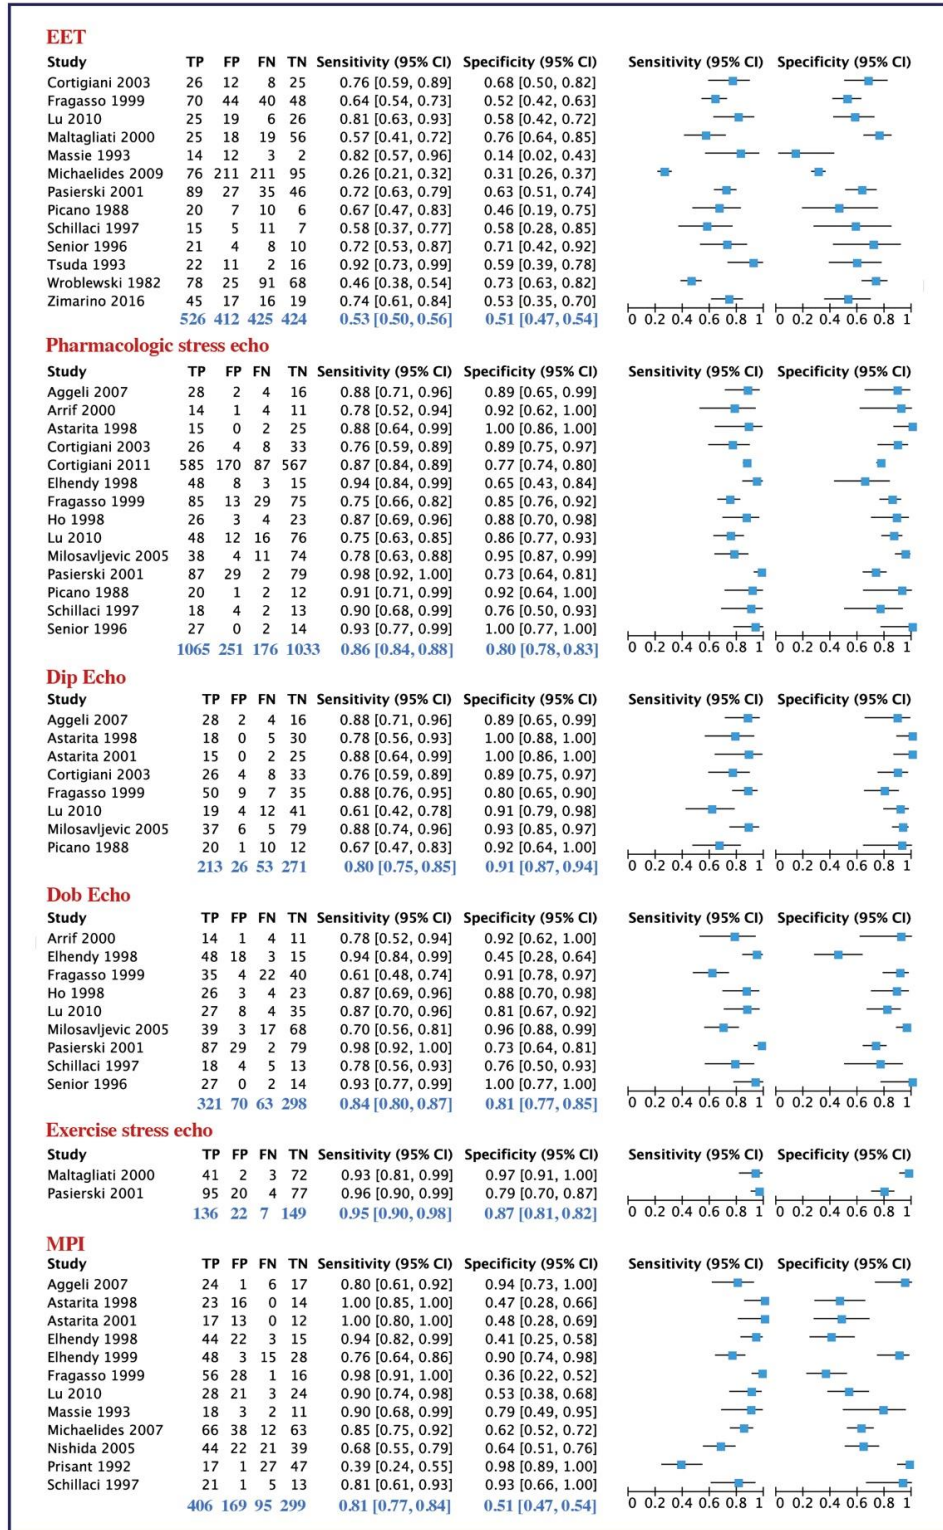 EET
Study TP FP FN TN Sensitivity (95% CI) Specificity (95% CI) Sensitivity (95% CI) Specificity (95% CI)
Cortigiani 2003 26 12 8 25 0.76 [0.59, 0.89] 0.68 [0.50, 0.82]
Fragasso 1999 70 44 40 48 0.64 [0.54, 0.73] 0.52 [0.42, 0.63]
Lu 2010 25 19 6 26 0.81 [0.63, 0.93] 0.58 [0.42, 0.72]
Maltagliati 2000 25 18 19 56 0.57 [0.41, 0.72] 0.76 [0.64, 0.85]
Massie 1993 14 12 3 2 0.82 [0.57, 0.96] 0.14 [0.02, 0.43]
Michaelides 2009 76 211 211 95 0.26 [0.21, 0.32] 0.31 [0.26, 0.37]
Pasierski 2001 89 27 35 46 0.72 [0.63, 0.79] 0.63 [0.51, 0.74]
Picano 1988 20 7 10 6 0.67 [0.47, 0.83] 0.46 [0.19, 0.75]
Schillaci 1997 15 5 11 7 0.58 [0.37, 0.77] 0.58 [0.28, 0.85]
Senior 1996 21 4 8 10 0.72 [0.53, 0.87] 0.71 [0.42, 0.92]
Tsuda 1993 22 11 2 16 0.92 [0.73, 0.99] 0.59 [0.39, 0.78]
Wroblewski 1982 78 25 91 68 0.46 [0.38, 0.54] 0.73 [0.63, 0.82]
Zimarino 2016 45 17 16 19 0.74 [0.61, 0.84] 0.53 [0.35, 0.70]
526 412 425 424 0.53 [0.50, 0.56] 0.51 [0.47, 0.54] 0 0.2 0.4 0.6 0.8 1 0 0.2 0.4 0.6 0.8 1
Pharmacologic stress echo
Study TP FP FN TN Sensitivity (95% CI) Specificity (95% CI) Sensitivity (95% CI) Specificity (95% CI)
Aggeli 2007 28 2 4 16 0.88 [0.71, 0.96] 0.89 [0.65, 0.99]
Arrif 2000 14 1 4 11 0.78 [0.52, 0.94] 0.92 [0.62, 1.00]
Astarita 1998 15 0 2 25 0.88 [0.64, 0.99] 1.00 [0.86, 1.00]
Cortigiani 2003 26 4 8 33 0.76 [0.59, 0.89] 0.89 [0.75, 0.97]
Cortigiani 2011 585 170 87 567 0.87 [0.84, 0.89] 0.77 [0.74, 0.80]
Elhendy 1998 48 8 3 15 0.94 [0.84, 0.99] 0.65 [0.43, 0.84]
Fragasso 1999 85 13 29 75 0.75 [0.66, 0.82] 0.85 [0.76, 0.92]
Ho 1998 26 3 4 23 0.87 [0.69, 0.96] 0.88 [0.70, 0.98]
Lu 2010 48 12 16 76 0.75 [0.63, 0.85] 0.86 [0.77, 0.93]
Milosavljevic 2005 38 4 11 74 0.78 [0.63, 0.88] 0.95 [0.87, 0.99]
Pasierski 2001 87 29 2 79 0.98 [0.92, 1.00] 0.73 [0.64, 0.81]
Picano 1988 20 1 2 12 0.91 [0.71, 0.99] 0.92 [0.64, 1.00]
Schillaci 1997 18 4 2 13 0.90 [0.68, 0.99] 0.76 [0.50, 0.93]
Senior 1996 27 0 2 14 0.93 [0.77, 0.99] 1.00 [0.77, 1.00]
1065 251 176 1033 0.86 [0.84, 0.88] 0.80 [0.78, 0.83] 0 0.2 0.4 0.6 0.8 1 0 0.2 0.4 0.6 0.8 1
Dip Echo
Study TP FP FN TN Sensitivity (95% CI) Specificity (95% CI) Sensitivity (95% CI) Specificity (95% CI)
Aggeli 2007 28 2 4 16 0.88 [0.71, 0.96] 0.89 [0.65, 0.99]
Astarita 1998 18 0 5 30 0.78 [0.56, 0.93] 1.00 [0.88, 1.00]
Astarita 2001 15 0 2 25 0.88 [0.64, 0.99] 1.00 [0.86, 1.00]
Cortigiani 2003 26 4 8 33 0.76 [0.59, 0.89] 0.89 [0.75, 0.97]
Fragasso 1999 50 9 7 35 0.88 [0.76, 0.95] 0.80 [0.65, 0.90]
Lu 2010 19 4 12 41 0.61 [0.42, 0.78] 0.91 [0.79, 0.98]
Milosavljevic 2005 37 6 5 79 0.88 [0.74, 0.96] 0.93 [0.85, 0.97]
Picano 1988 20 1 10 12 0.67 [0.47, 0.83] 0.92 [0.64, 1.00]
213 26 53 271 0.80 [0.75, 0.85] 0.91 [0.87, 0.94] 0 0.2 0.4 0.6 0.8 1 0 0.2 0.4 0.6 0.8 1
Dob Echo
Study TP FP FN TN Sensitivity (95% CI) Specificity (95% CI) Sensitivity (95% CI) Specificity (95% CI)
Arrif 2000 14 1 4 11 0.78 [0.52, 0.94] 0.92 [0.62, 1.00]
Elhendy 1998 48 18 3 15 0.94 [0.84, 0.99] 0.45 [0.28, 0.64]
Fragasso 1999 35 4 22 40 0.61 [0.48, 0.74] 0.91 [0.78, 0.97]
Ho 1998 26 3 4 23 0.87 [0.69, 0.96] 0.88 [0.70, 0.98]
Lu 2010 27 8 4 35 0.87 [0.70, 0.96] 0.81 [0.67, 0.92]
Milosavljevic 2005 39 3 17 68 0.70 [0.56, 0.81] 0.96 [0.88, 0.99]
Pasierski 2001 87 29 2 79 0.98 [0.92, 1.00] 0.73 [0.64, 0.81]
Schillaci 1997 18 4 5 13 0.78 [0.56, 0.93] 0.76 [0.50, 0.93]
Senior 1996 27 0 2 14 0.93 [0.77, 0.99] 1.00 [0.77, 1.00]
321 70 63 298 0.84 [0.80, 0.87] 0.81 [0.77, 0.85] 0 0.2 0.4 0.6 0.8 1 0 0.2 0.4 0.6 0.8 1
Exercise stress echo
Study TP FP FN TN Sensitivity (95% CI) Specificity (95% CI) Sensitivity (95% CI) Specificity (95% CI)
Maltagliati 2000 41 2 3 72 0.93 [0.81, 0.99] 0.97 [0.91, 1.00]
Pasierski 2001 95 20 4 77 0.96 [0.90, 0.99] 0.79 [0.70, 0.87]
136 22 7 149 0.95 [0.90, 0.98] 0.87 [0.81, 0.82] 0 0.2 0.4 0.6 0.8 1 0 0.2 0.4 0.6 0.8 1
MPI
Study TP FP FN TN Sensitivity (95% CI) Specificity (95% CI) Sensitivity (95% CI) Specificity (95% CI)
Aggeli 2007 24 1 6 17 0.80 [0.61, 0.92] 0.94 [0.73, 1.00]
Astarita 1998 23 16 0 14 1.00 [0.85, 1.00] 0.47 [0.28, 0.66]
Astarita 2001 17 13 0 12 1.00 [0.80, 1.00] 0.48 [0.28, 0.69]
Elhendy 1998 44 22 3 15 0.94 [0.82, 0.99] 0.41 [0.25, 0.58]
Elhendy 1999 48 3 15 28 0.76 [0.64, 0.86] 0.90 [0.74, 0.98]
Fragasso 1999 56 28 1 16 0.98 [0.91, 1.00] 0.36 [0.22, 0.52]
Lu 2010 28 21 3 24 0.90 [0.74, 0.98] 0.53 [0.38, 0.68]
Massie 1993 18 3 2 11 0.90 [0.68, 0.99] 0.79 [0.49, 0.95]
Michaelides 2007 66 38 12 63 0.85 [0.75, 0.92] 0.62 [0.52, 0.72]
Nishida 2005 44 22 21 39 0.68 [0.55, 0.79] 0.64 [0.51, 0.76]
Prisant 1992 17 1 27 47 0.39 [0.24, 0.55] 0.98 [0.89, 1.00]
Schillaci 1997 21 1 5 13 0.81 [0.61, 0.93] 0.93 [0.66, 1.00]
406 169 95 299 0.81 [0.77, 0.84] 0.51 [0.47, 0.54] 0 0.2 0.4 0.6 0.8 1 0 0.2 0.4 0.6 0.8 1